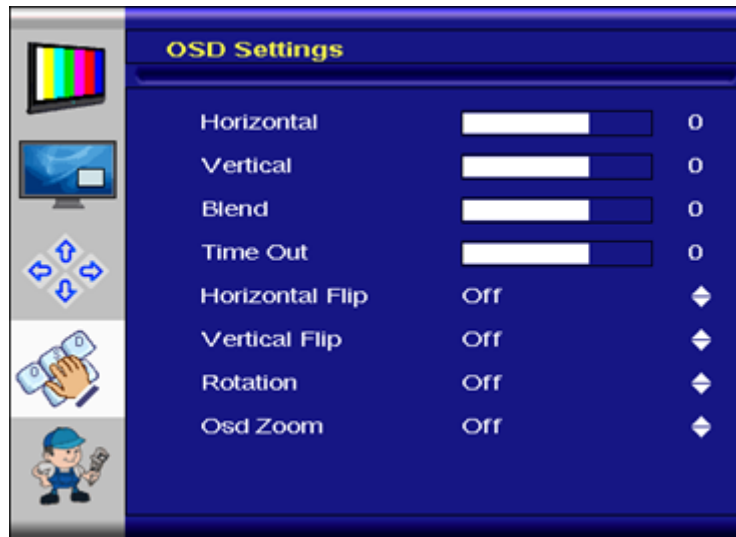 OSD Settings
Horizontal 0
Vertical 0
Blend 0
Time Out 0
Horizontal Flip Off
Vertical Flip Off
Rotation Off
Osd Zoom Off